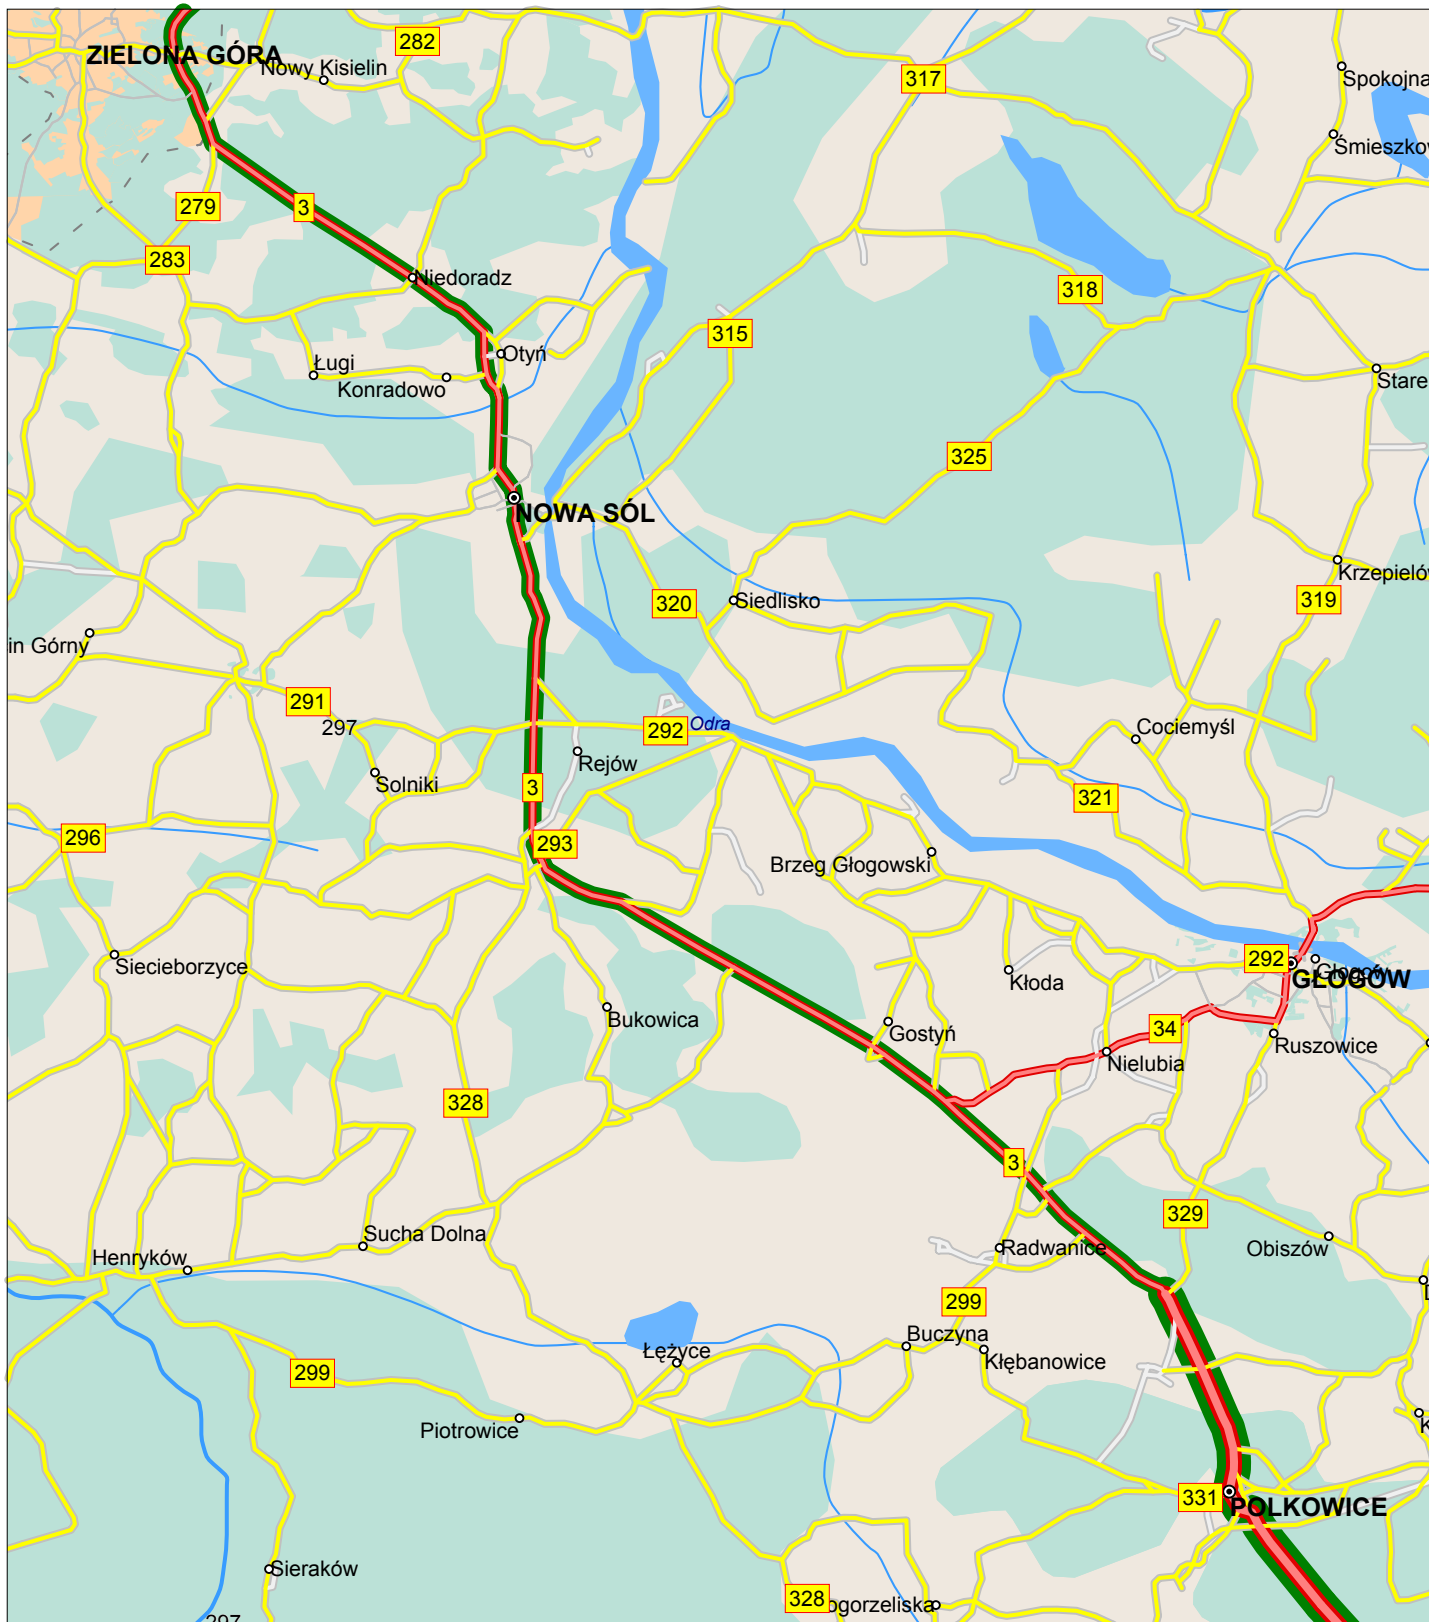 282
ZIELONA GÓRA
Nowy Kisielin
317
Spokojna
Śmieszkow
279
3
283
Niedoradz
318
315
Otyń
Ługi
Konradowo
Stare
325
NOWA SÓL
Krzepielów
320
Siedlisko
319
in Górny
291
297
292
Odra
Cociemyśl
Rejów
Solniki
3
321
296
293
Brzeg Głogowski
Siecieborzyce
292
Głogów
GŁOGÓW
Kłoda
Bukowica
Gostyń
34
Ruszowice
Nielubia
328
3
329
Sucha Dolna
Radwanice
Obiszów
Henryków
299
Buczyna
Łężyce
Kłębanowice
299
Piotrowice
331
POLKOWICE
Sieraków
328
ogorzeliska
297